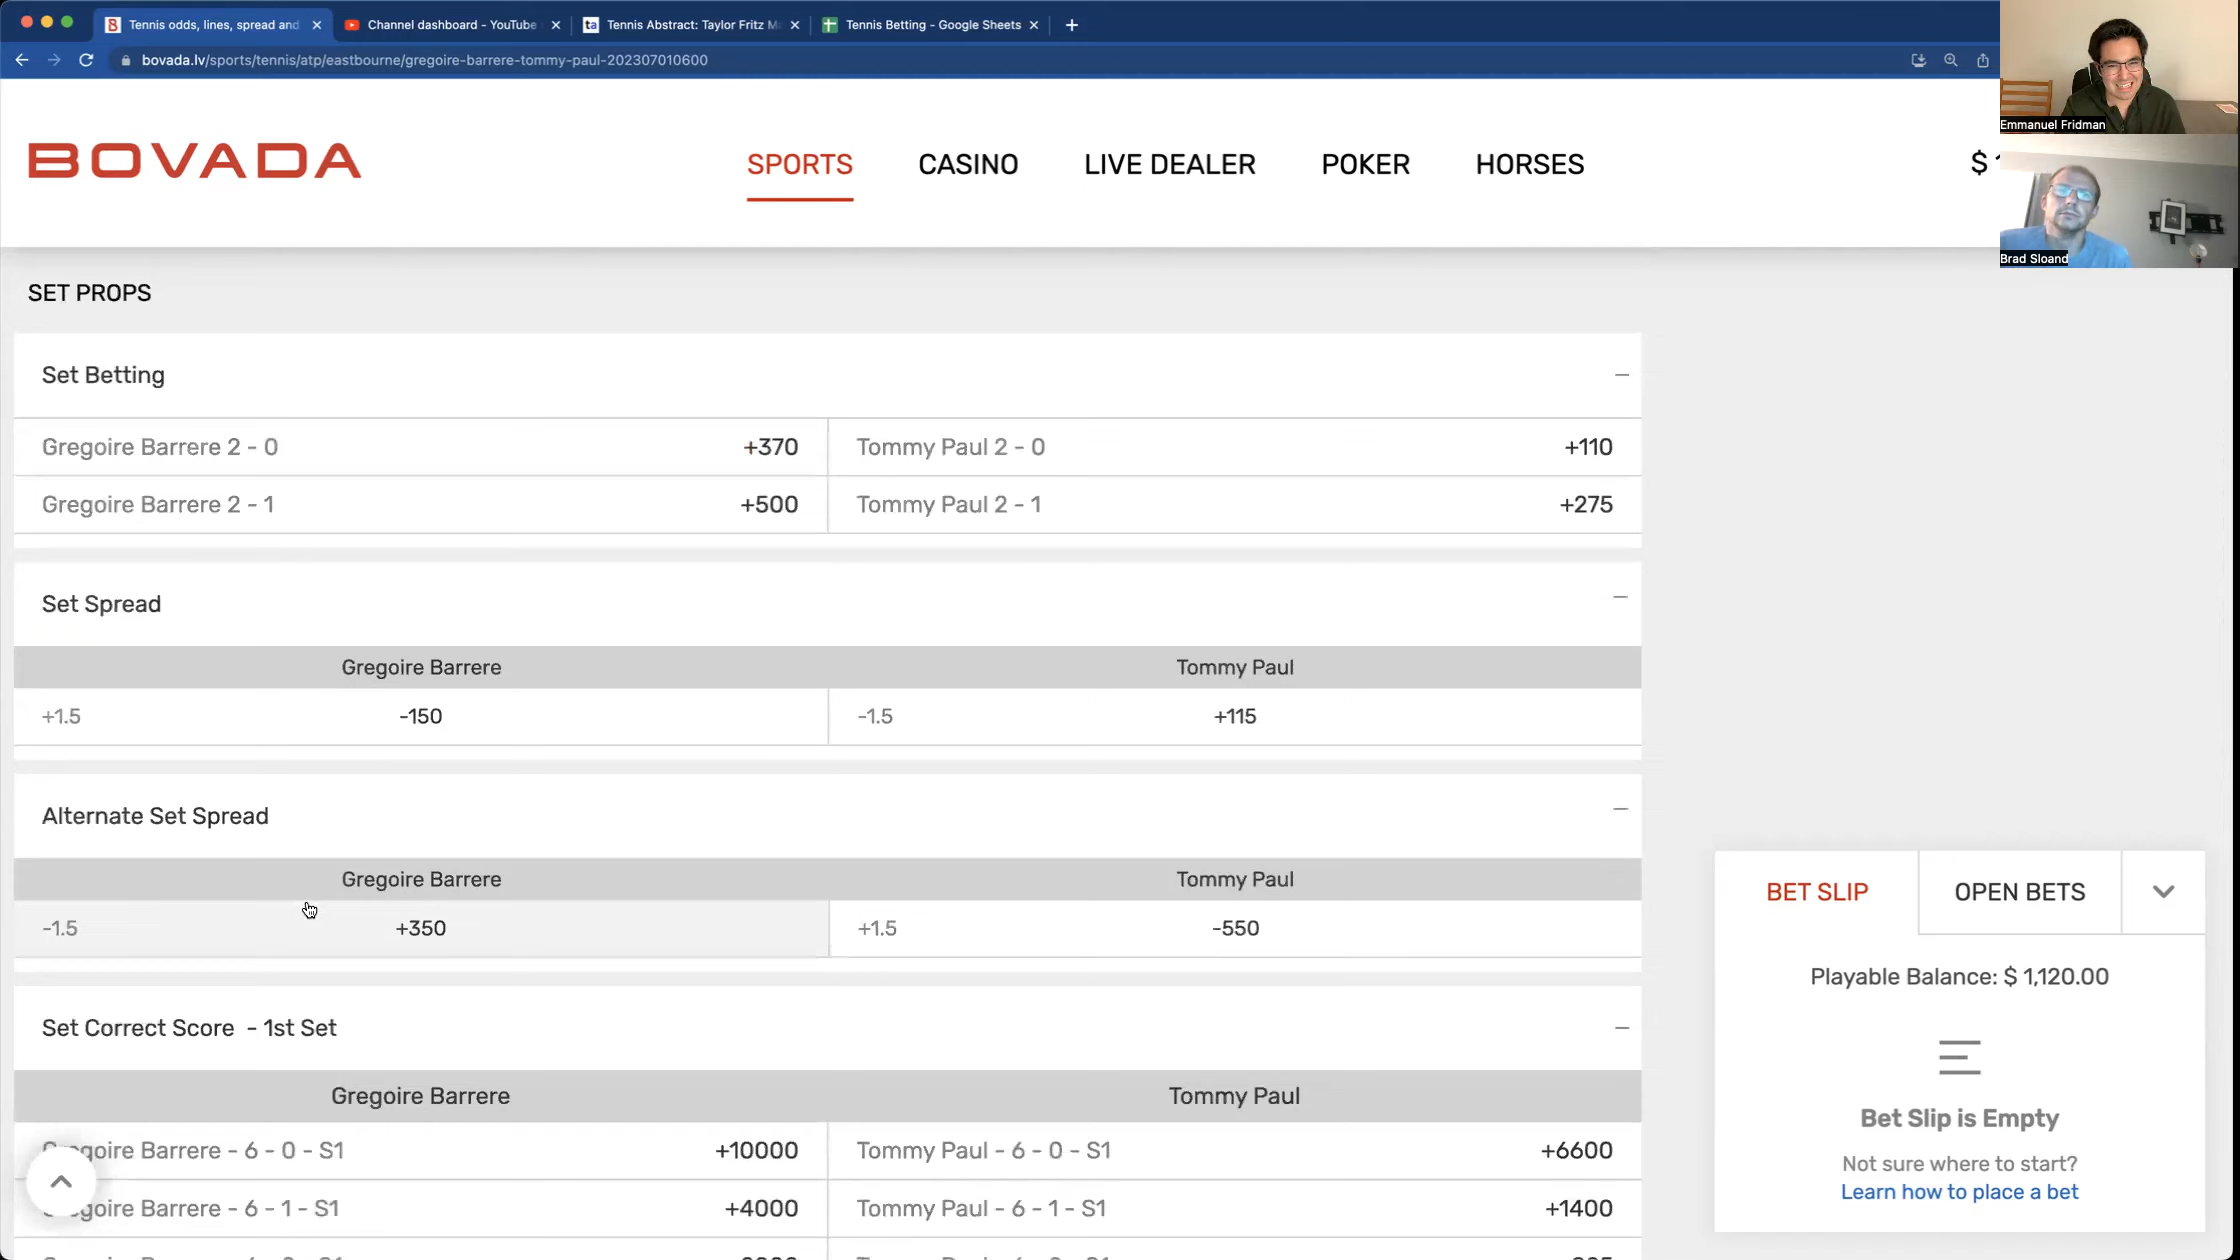 Tennis odds, lines, spread and
Channel dashboard - YouTube
ta Tennis Abstract: Taylor Fritz M
Tennis Betting - Google Sheets
bovada.lv/sports/tennis/atp/eastbourne/gregoire-barrere-tommy-paul-202307010600
BOVADA
SPORTS CASINO LIVE DEALER POKER HORSES
$ 1
Emmanuel Fridman
Brad Sloand
SET PROPS
Set Betting
Gregoire Barrere 2 - 0 +370 Tommy Paul 2 - 0 +110
Gregoire Barrere 2 - 1 +500 Tommy Paul 2 - 1 +275
Set Spread
Gregoire Barrere Tommy Paul
+1.5 -150 -1.5 +115
Alternate Set Spread
Gregoire Barrere Tommy Paul
-1.5 +350 +1.5 -550
Set Correct Score - 1st Set
Gregoire Barrere Tommy Paul
Gregoire Barrere - 6 - 0 - S1 +10000 Tommy Paul - 6 - 0 - S1 +6600
goire Barrere - 6 - 1 - S1 +4000 Tommy Paul - 6 - 1 - S1 +1400
BET SLIP OPEN BETS
Playable Balance: $ 1,120.00
Bet Slip is Empty
Not sure where to start?
Learn how to place a bet